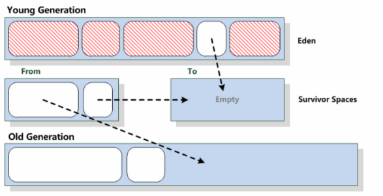 Young Generation
Eden
From
To
Empty
Survivor Spaces
Old Generation